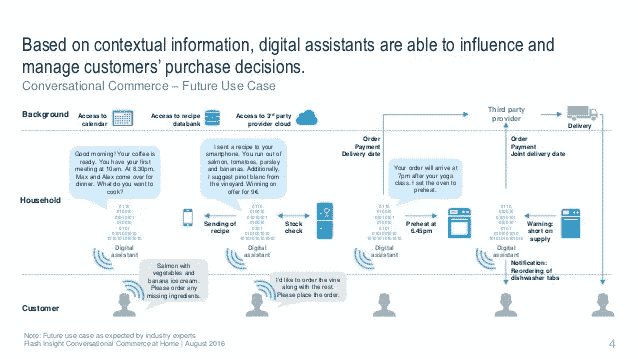 Based on contextual information, digital assistants are able to influence and
manage customers' purchase decisions.
Conversational Commerce – Future Use Case
Background
Access to
calendar
Access to recipe
databank
Access to 3rd party
provider cloud
Third party
provider
Delivery
Order
Payment
Delivery date
Order
Payment
Joint delivery date
Good morning! Your coffee is
ready. You have your first
meeting at 10am. At 8.30pm,
Max and Alex come over for
dinner. What do you want to
cook?
I sent a recipe to your
smartphone. You run out of
salmon, tomatoes, parsley
and bananas. Additionally,
I suggest pinot blanc from
the vineyard Winning on
offer for 9€.
Your order will arrive at
7pm after your yoga
class. I set the oven to
preheat.
Household
Sending of
recipe
Stock
check
Preheat at
6.45pm
Warning:
short on
supply
Digital
assistant
Digital
assistant
Digital
assistant
Digital
assistant
Notification:
Reordering of
dishwasher tabs
Salmon with
vegetables and
banana ice cream.
Please order any
missing ingredients.
I'd like to order the vine
along with the rest.
Please place the order.
Customer
Note: Future use case as expected by industry experts
Flash Insight Conversational Commerce at Home | August 2016
4